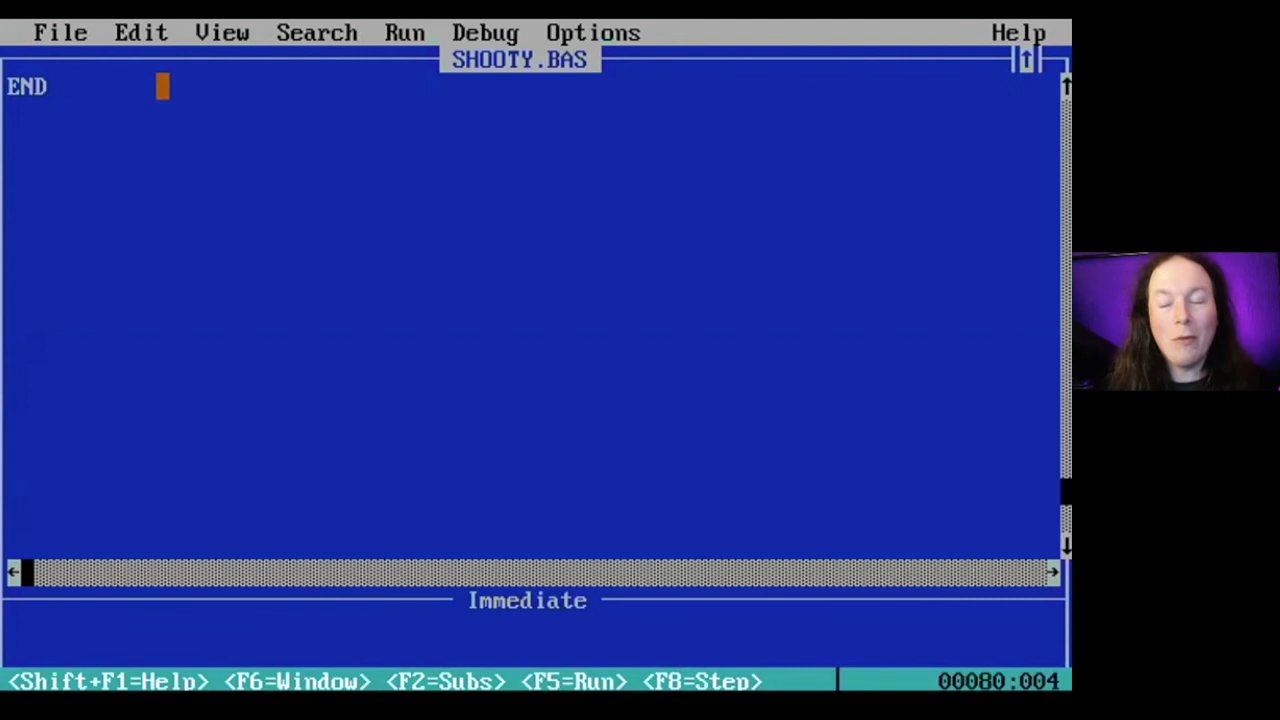 File Edit View Search Run Debug Options Help
SHOOTY.BAS
END
Immediate
<Shift+F1=Help> <F6=Window> <F2=Subs> <F5=Run> <F8=Step> 00080:004